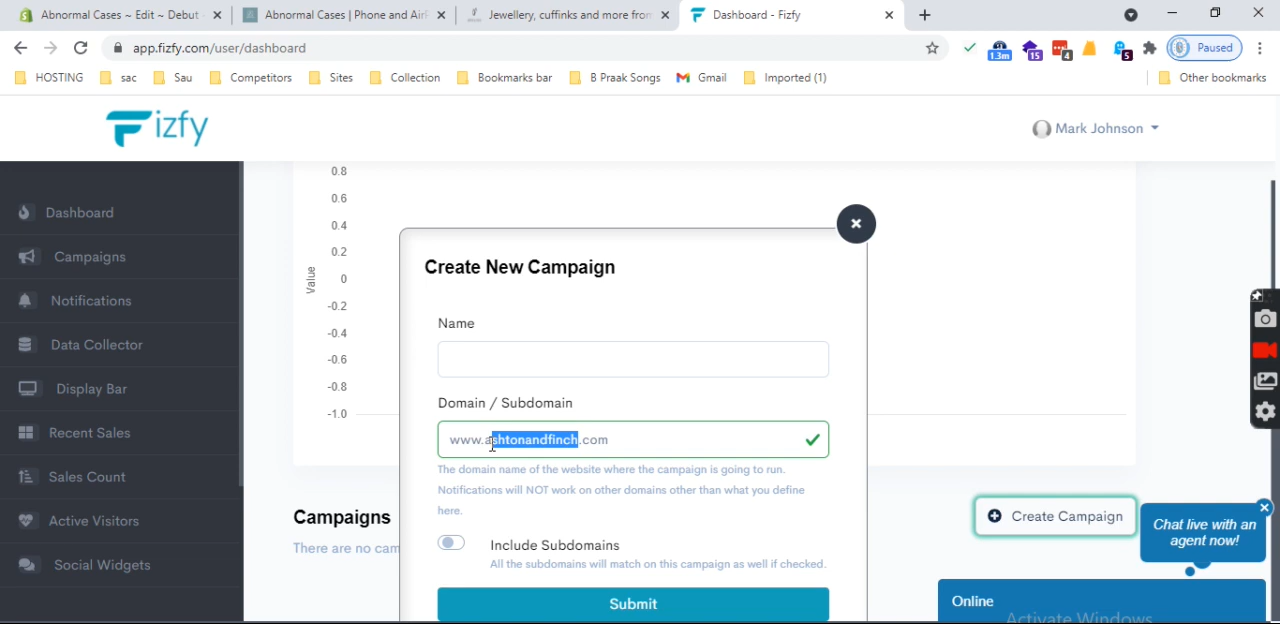 Abnormal Cases ~ Edit ~ Debut
Abnormal Cases | Phone and AirP
Jewellery, cuffinks and more from
Dashboard - Fizfy
app.fizfy.com/user/dashboard
1.3m
15
4
5
Paused
HOSTING
sac
Sau
Competitors
Sites
Collection
Bookmarks bar
B Praak Songs
Gmail
Imported (1)
Other bookmarks
Fizfy
Mark Johnson
Dashboard
Campaigns
Notifications
Data Collector
Display Bar
Recent Sales
Sales Count
Active Visitors
Social Widgets
0.8
0.6
0.4
0.2
0
-0.2
-0.4
-0.6
-0.8
-1.0
Value
Create New Campaign
Name
Domain / Subdomain
www.ashtonandfinch.com
The domain name of the website where the campaign is going to run.
Notifications will NOT work on other domains other than what you define
here.
Include Subdomains
All the subdomains will match on this campaign as well if checked.
Submit
Campaigns
There are no cam
Create Campaign
Chat live with an
agent now!
Online
Activate Windows